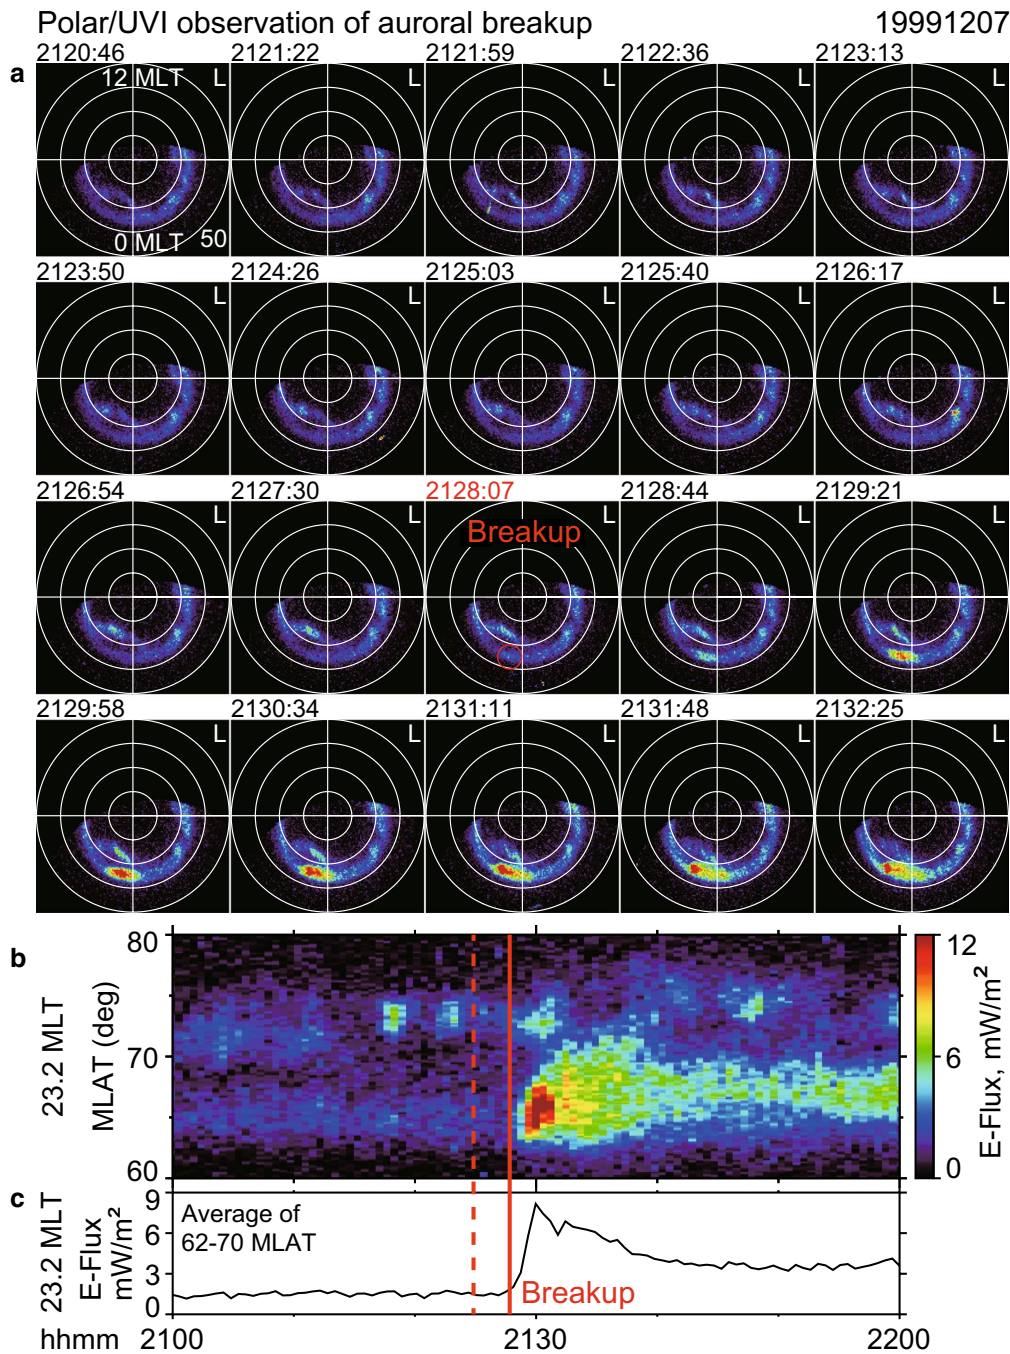 Polar/UVI observation of auroral breakup 19991207
a
2120:46 2121:22 2121:59 2122:36 2123:13
12 MLT L L L L L
0 MLT 50
2123:50 2124:26 2125:03 2125:40 2126:17
L L L L L
2126:54 2127:30 2128:07 2128:44 2129:21
L L L L L
Breakup
2129:58 2130:34 2131:11 2131:48 2132:25
L L L L L
b
23.2 MLT
MLAT (deg)
80
70
60
12
6
0
E-Flux, mW/m²
c
23.2 MLT
E-Flux
mW/m²
9
6
3
0
Average of
62-70 MLAT
Breakup
hhmm 2100 2130 2200